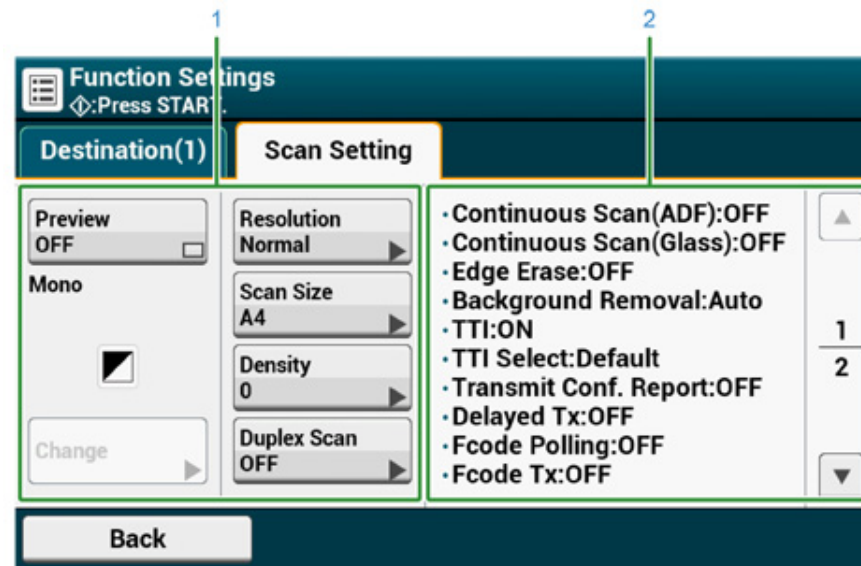 1
2
Function Settings
:Press START.
Destination(1)
Scan Setting
Preview
OFF
Mono
Change
Resolution
Normal
Scan Size
A4
Density
0
Duplex Scan
OFF
·Continuous Scan(ADF):OFF
·Continuous Scan(Glass):OFF
·Edge Erase:OFF
·Background Removal:Auto
·TTI:ON
·TTI Select:Default
·Transmit Conf. Report:OFF
·Delayed Tx:OFF
·Fcode Polling:OFF
·Fcode Tx:OFF
1
2
Back